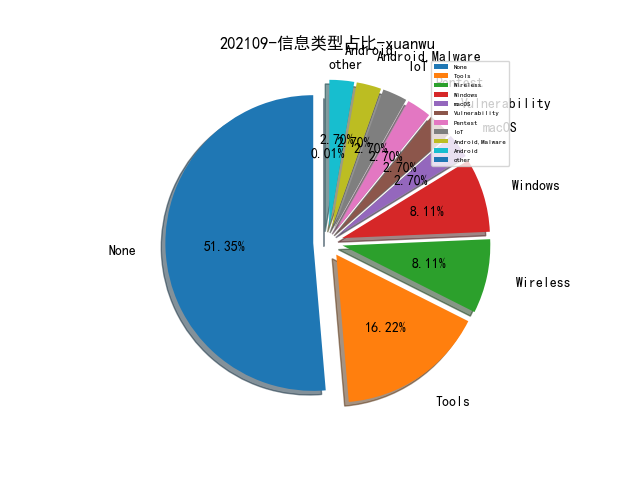 202109-信息类型占比-xuanwu
Android
other
Android Malware
IoT
Pentest
Vulnerability
macOS
Windows
Wireless
Tools
None
51.35%
16.22%
8.11%
8.11%
2.70%
2.70%
2.70%
2.70%
2.70%
2.70%
0.01%
None
Tools
Wireless
Windows
macOS
Vulnerability
Pentest
IoT
Android Malware
Android
other